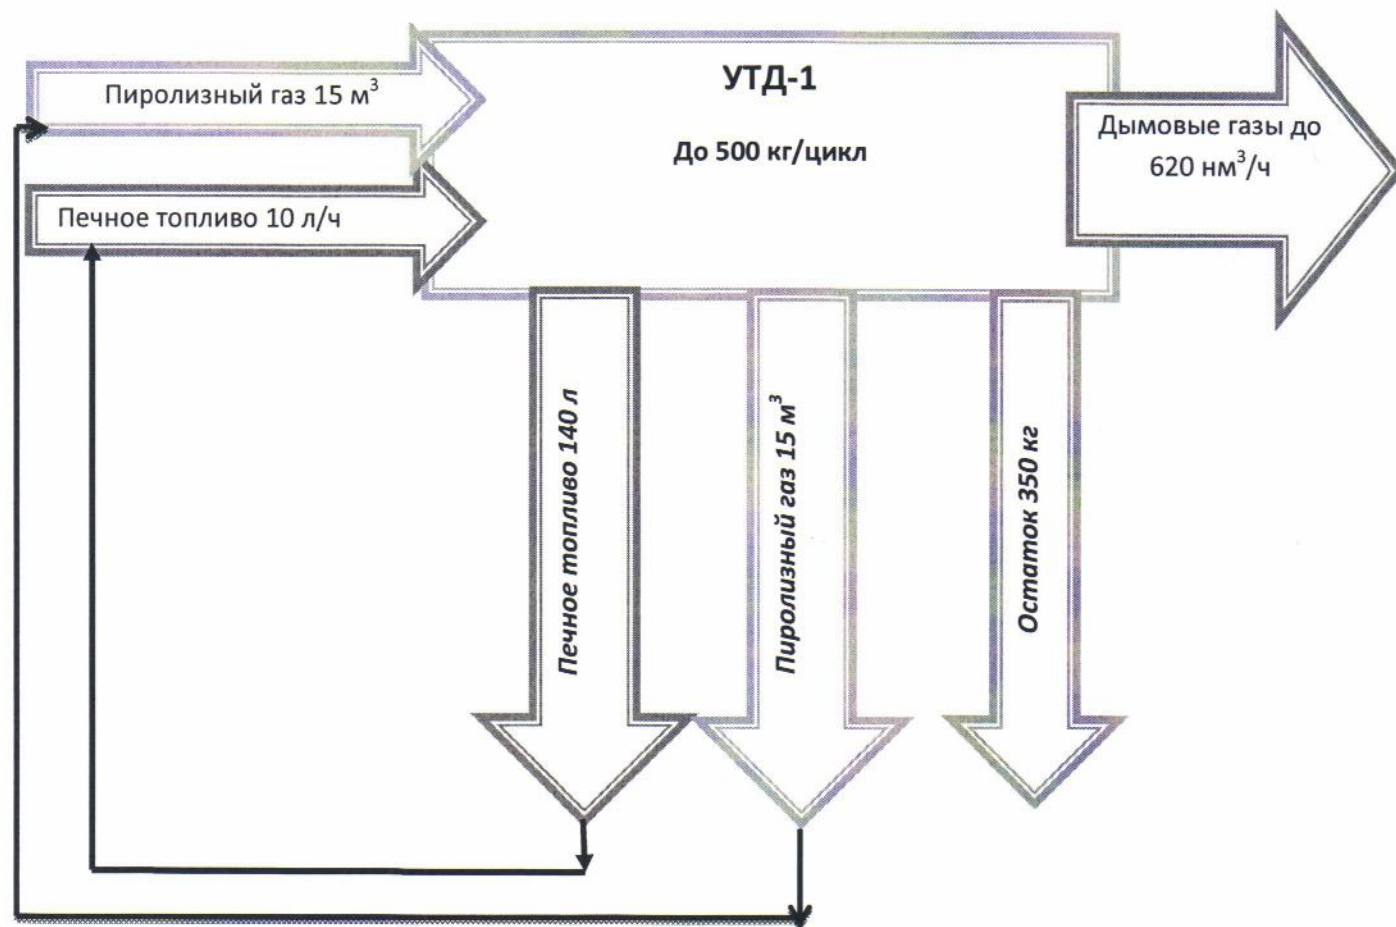 УТД-1
До 500 кг/цикл
Пиролизный газ 15 м³
Печное топливо 10 л/ч
Дымовые газы до
620 нм³/ч
Печное топливо 140 л
Пиролизный газ 15 м³
Остаток 350 кг